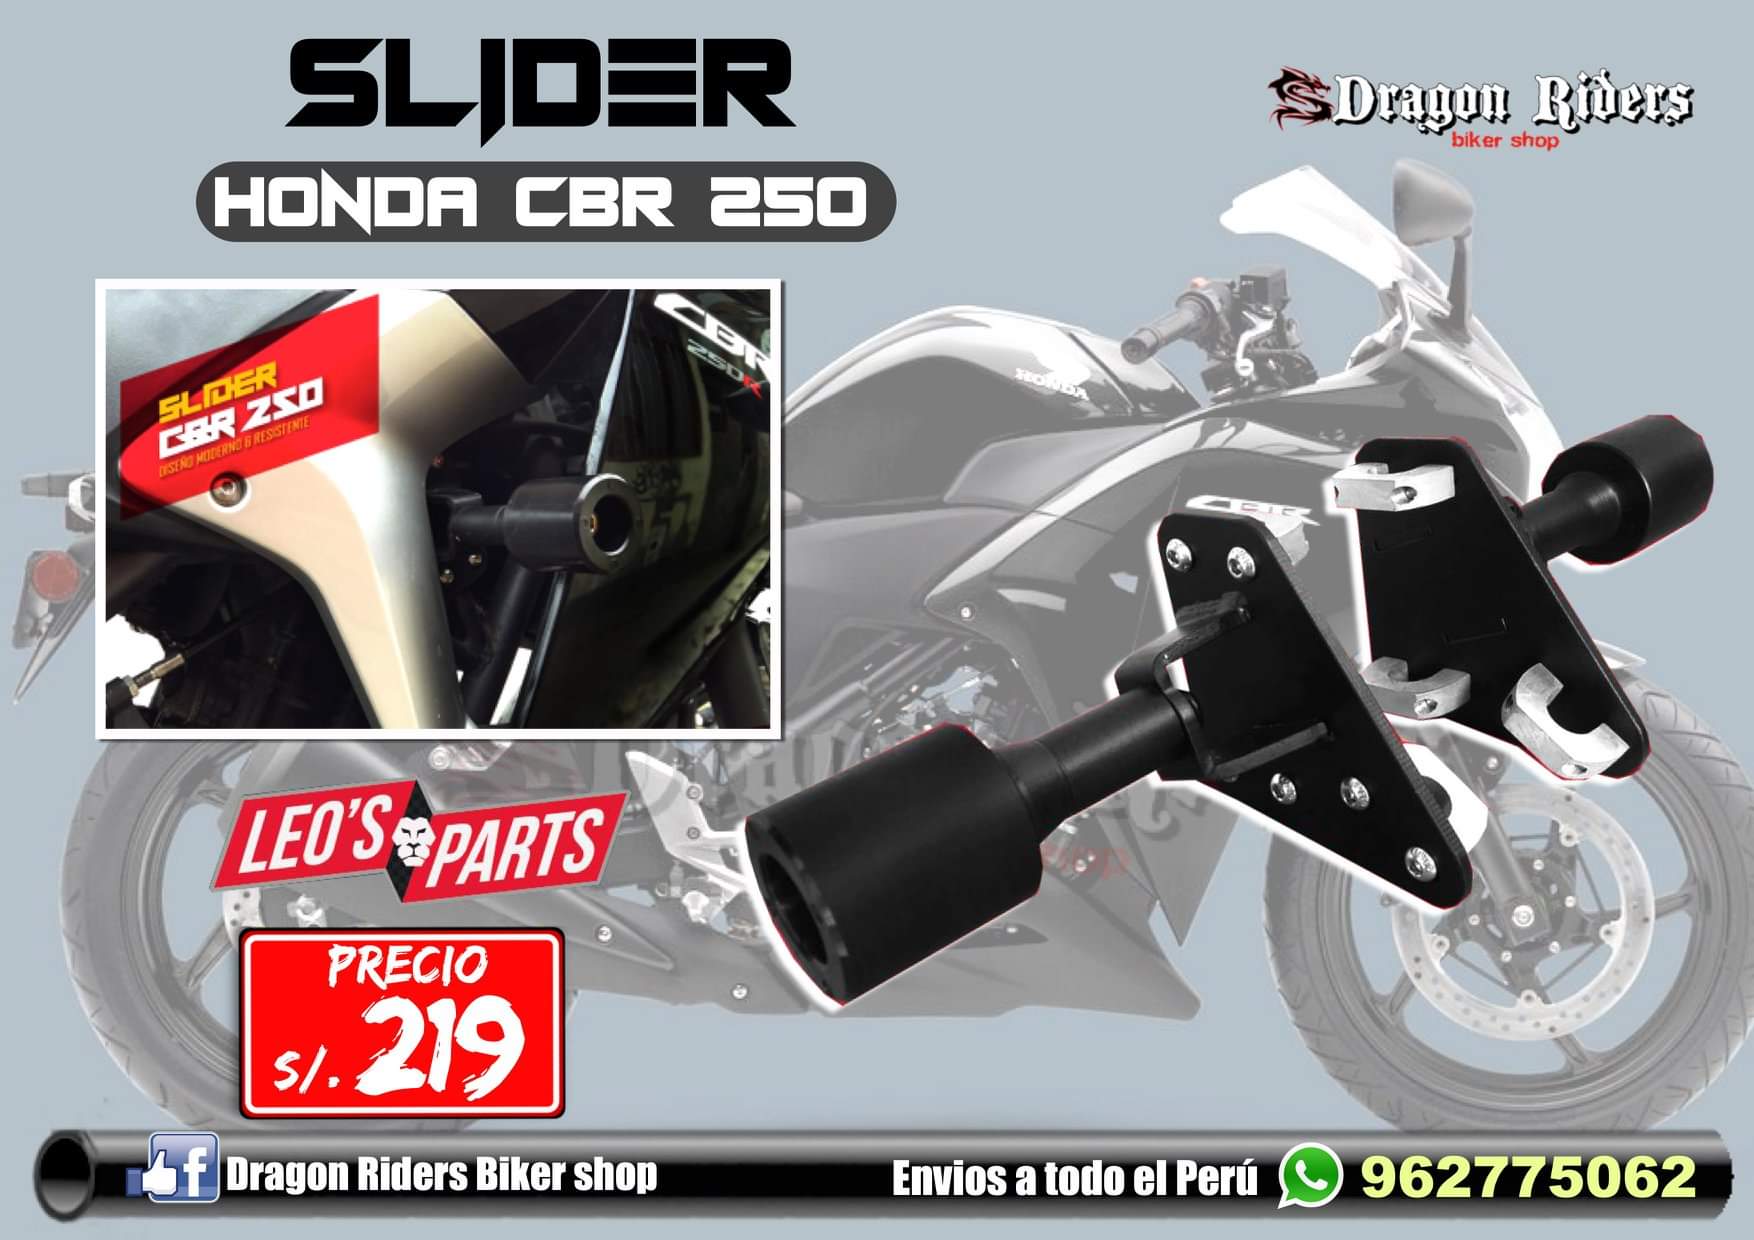 SLIDER
Dragon Riders
biker shop
HONDA CBR 250
CBR
250R
SLIDER
CBR 250
DISEÑO MODERNO & RESISTENTE
HONDA
CBR
LEO'S PARTS
PRECIO
S/. 219
Dragon Riders Biker shop
Envios a todo el Perú
962775062